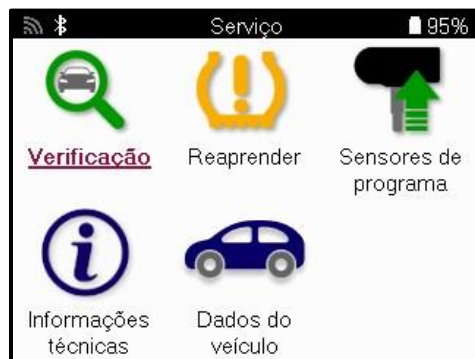 Serviço
95%
Verificação
Reaprender
Sensores de
programa
Informações
técnicas
Dados do
veículo